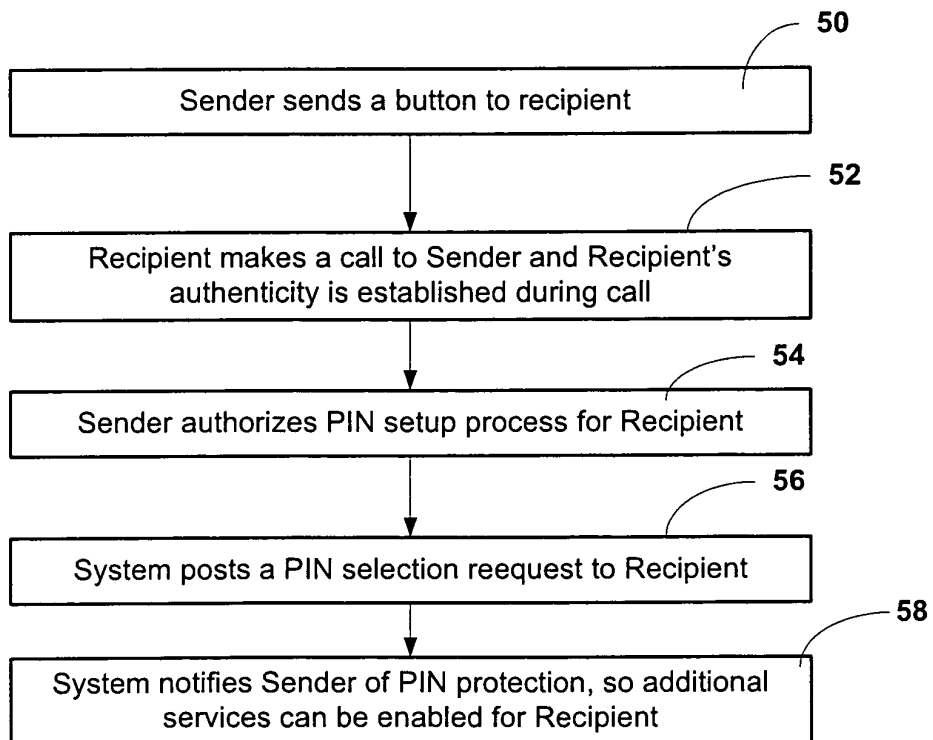 50
Sender sends a button to recipient
52
Recipient makes a call to Sender and Recipient's
authenticity is established during call
54
Sender authorizes PIN setup process for Recipient
56
System posts a PIN selection reequest to Recipient
58
System notifies Sender of PIN protection, so additional
services can be enabled for Recipient